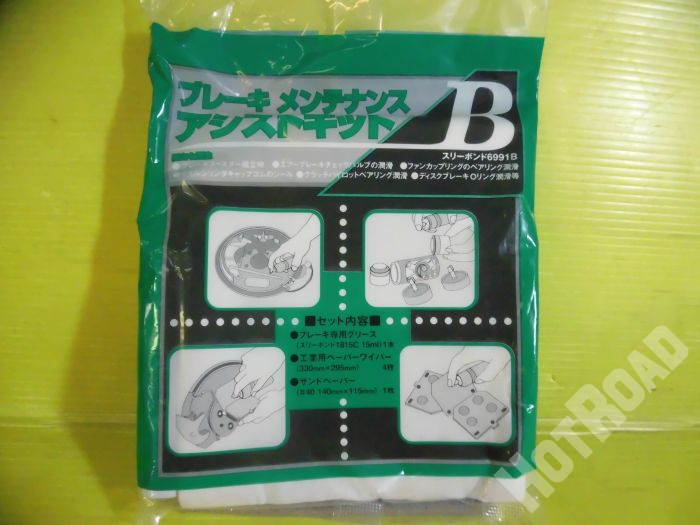 ブレーキ メンテナンス
アシストキット
B
スリーボンド6991B
●エアーブレーキチェックバルブの潤滑 ●ファンカップリングのベアリング潤滑
●クラッチパイロットベアリング潤滑 ●ディスクブレーキOリング潤滑等
■セット内容■
●ブレーキ専用グリース
(スリーボンド1815C 15ml) 1本
●工業用ペーパーワイパー
(330mm×295mm) 4枚
●サンドペーパー
(#40 140mm×115mm) 1枚
HOTROAD